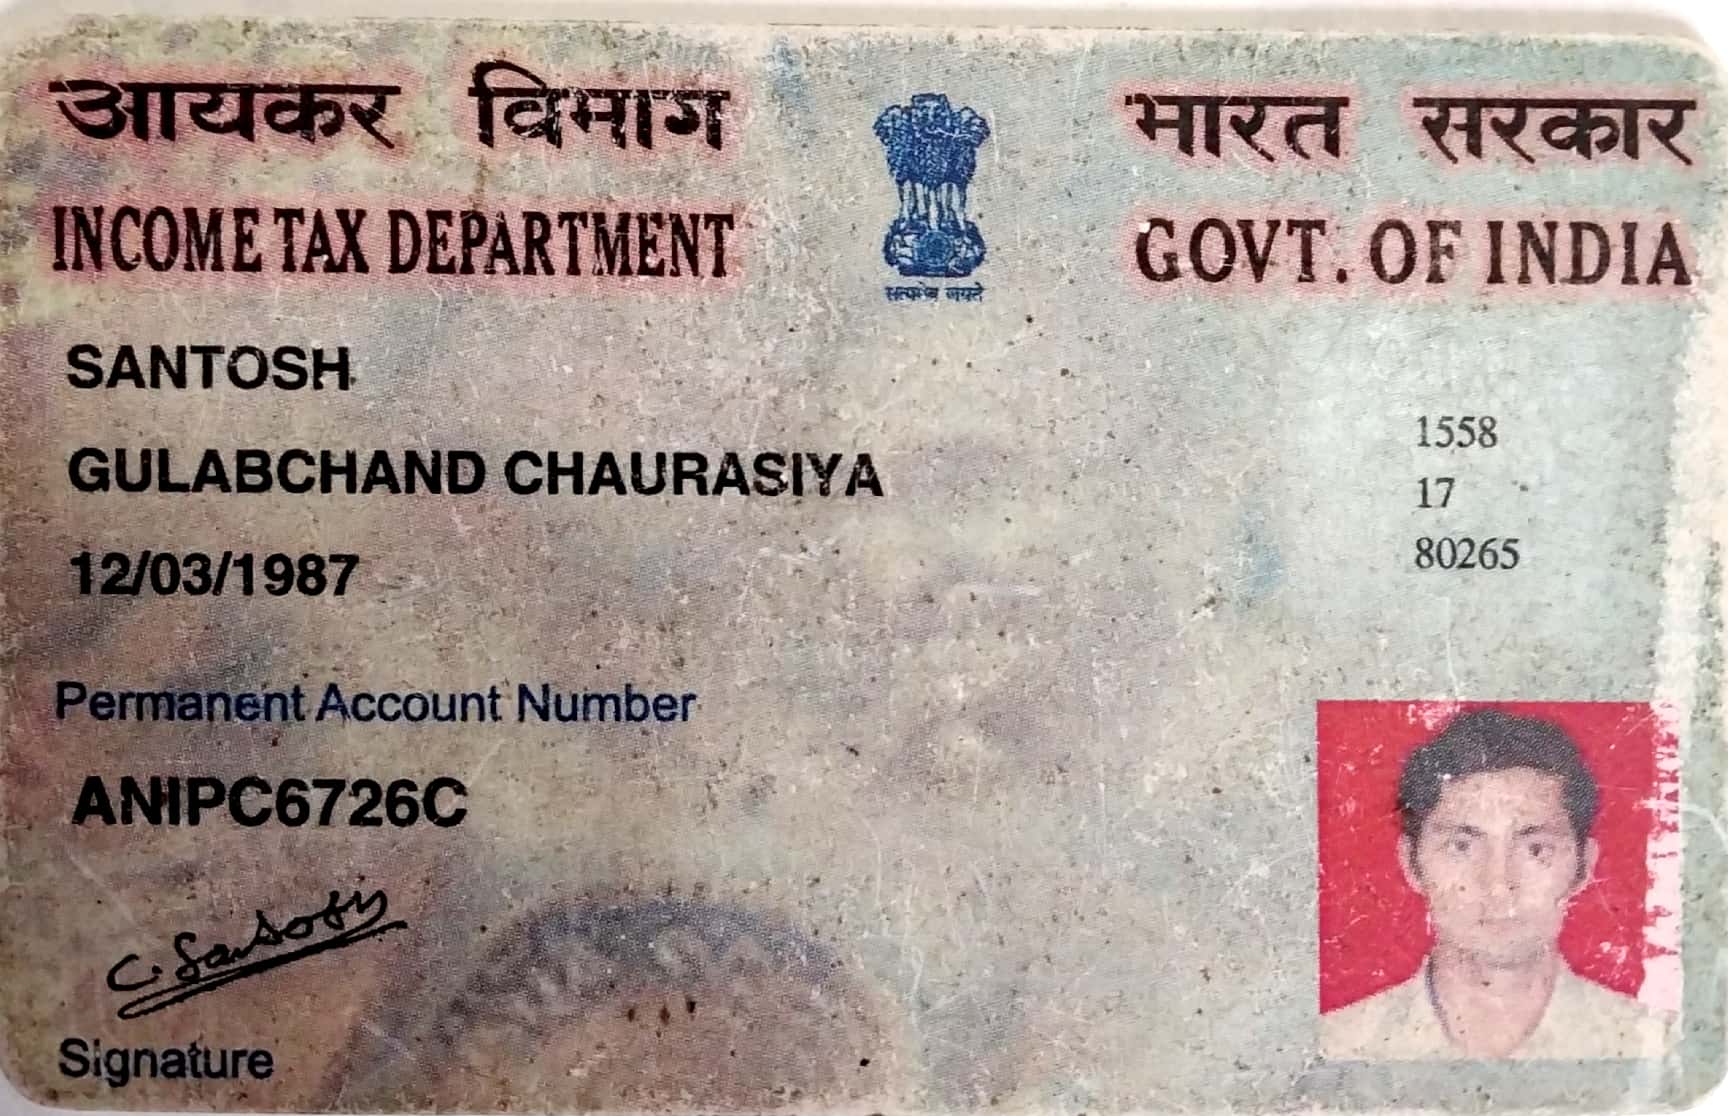 आयकर विभाग
INCOME TAX DEPARTMENT
सत्यमेव जयते
भारत सरकार
GOVT. OF INDIA
SANTOSH
GULABCHAND CHAURASIYA
12/03/1987
1558
17
80265
Permanent Account Number
ANIPC6726C
C. Santosh
Signature